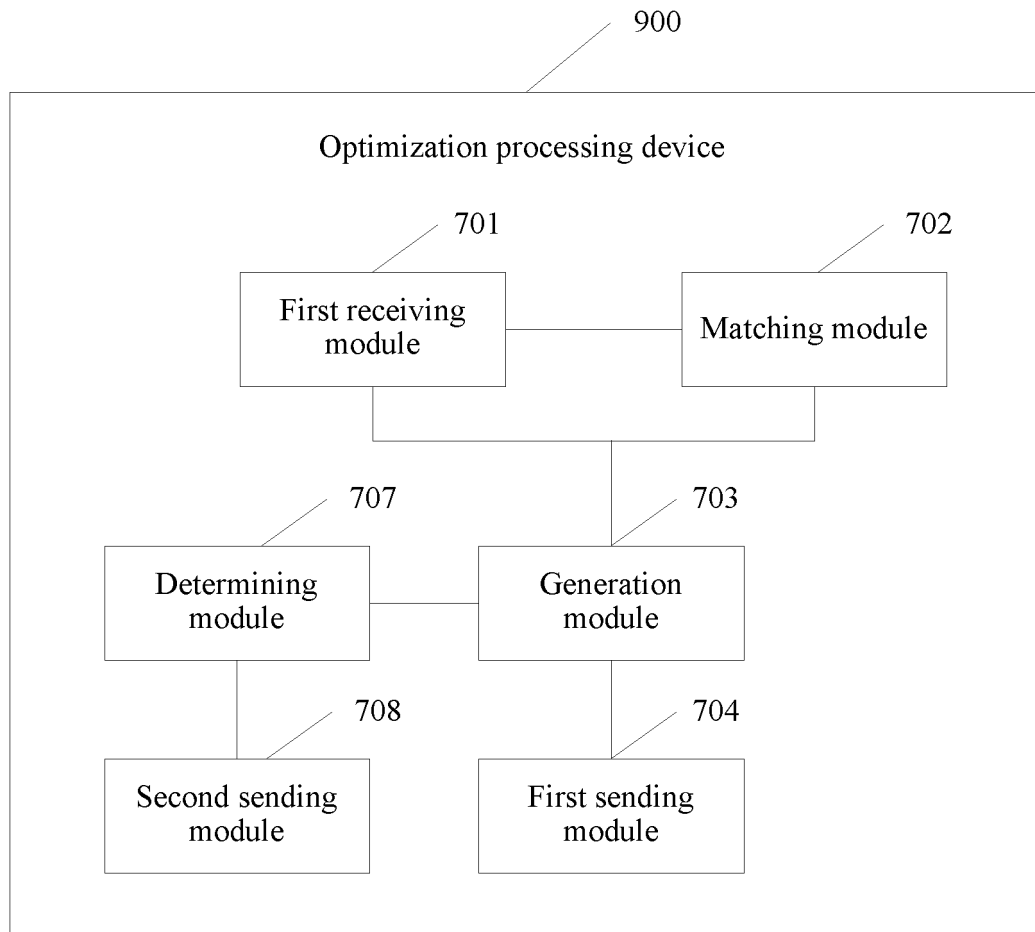 900
Optimization processing device
701
702
First receiving
module
Matching module
707
703
Determining
module
Generation
module
708
704
Second sending
module
First sending
module